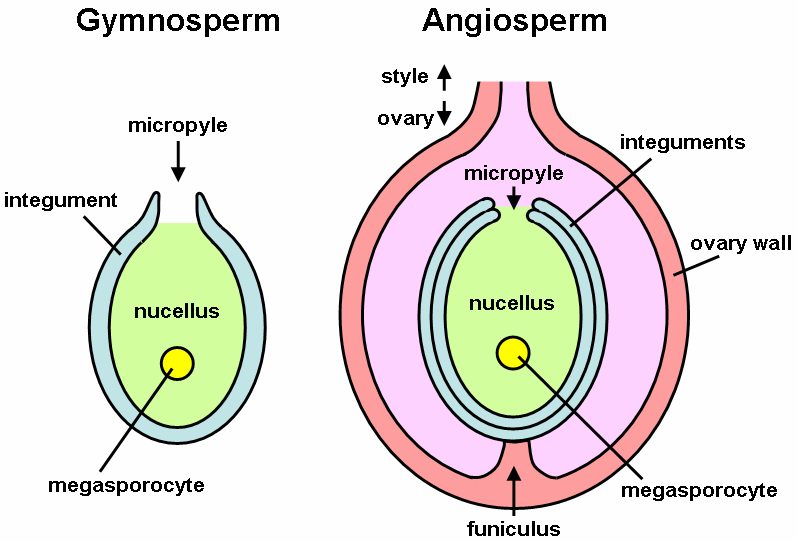 Gymnosperm
micropyle
integument
nucellus
megasporocyte
Angiosperm
style
ovary
micropyle
integuments
ovary wall
nucellus
megasporocyte
funiculus